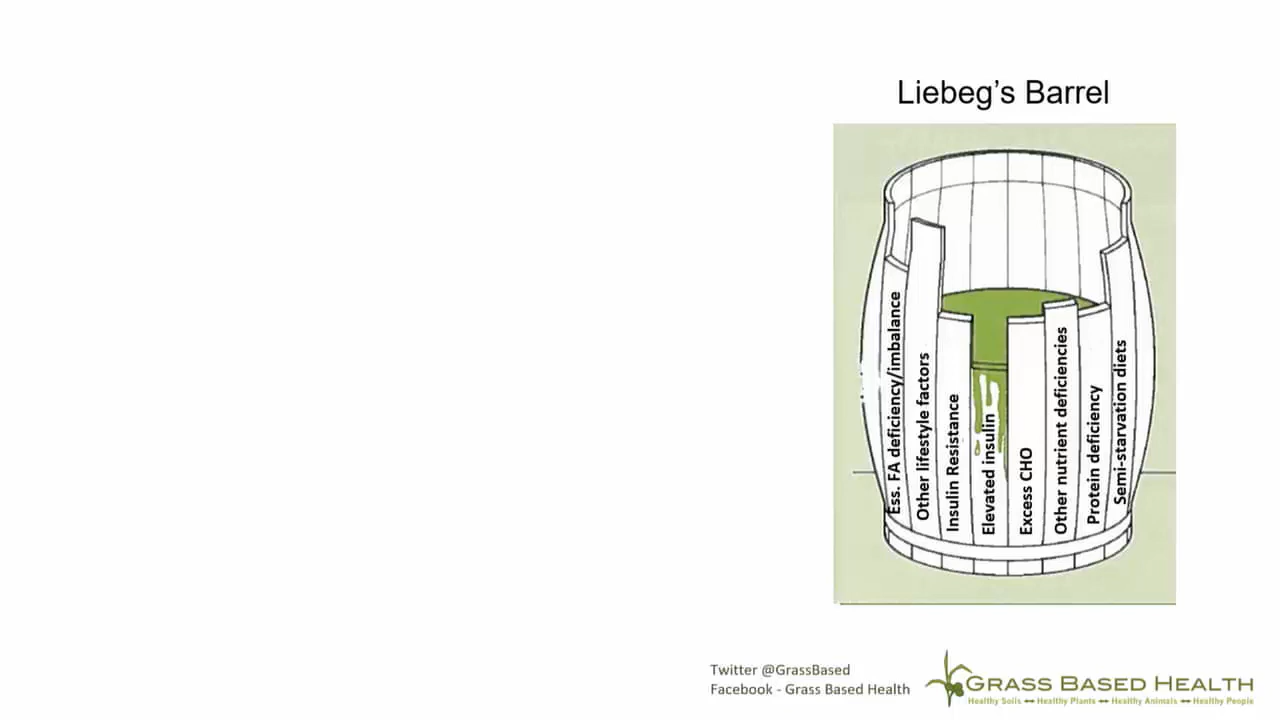 Liebeg's Barrel
Ess. FA deficiency/imbalance
Other lifestyle factors
Insulin Resistance
Elevated insulin
Excess CHO
Other nutrient deficiencies
Protein deficiency
Semi-starvation diets
Twitter @GrassBased
Facebook - Grass Based Health
GRASS BASED HEALTH
Healthy Soils ↔ Healthy Plants ↔ Healthy Animals ↔ Healthy People